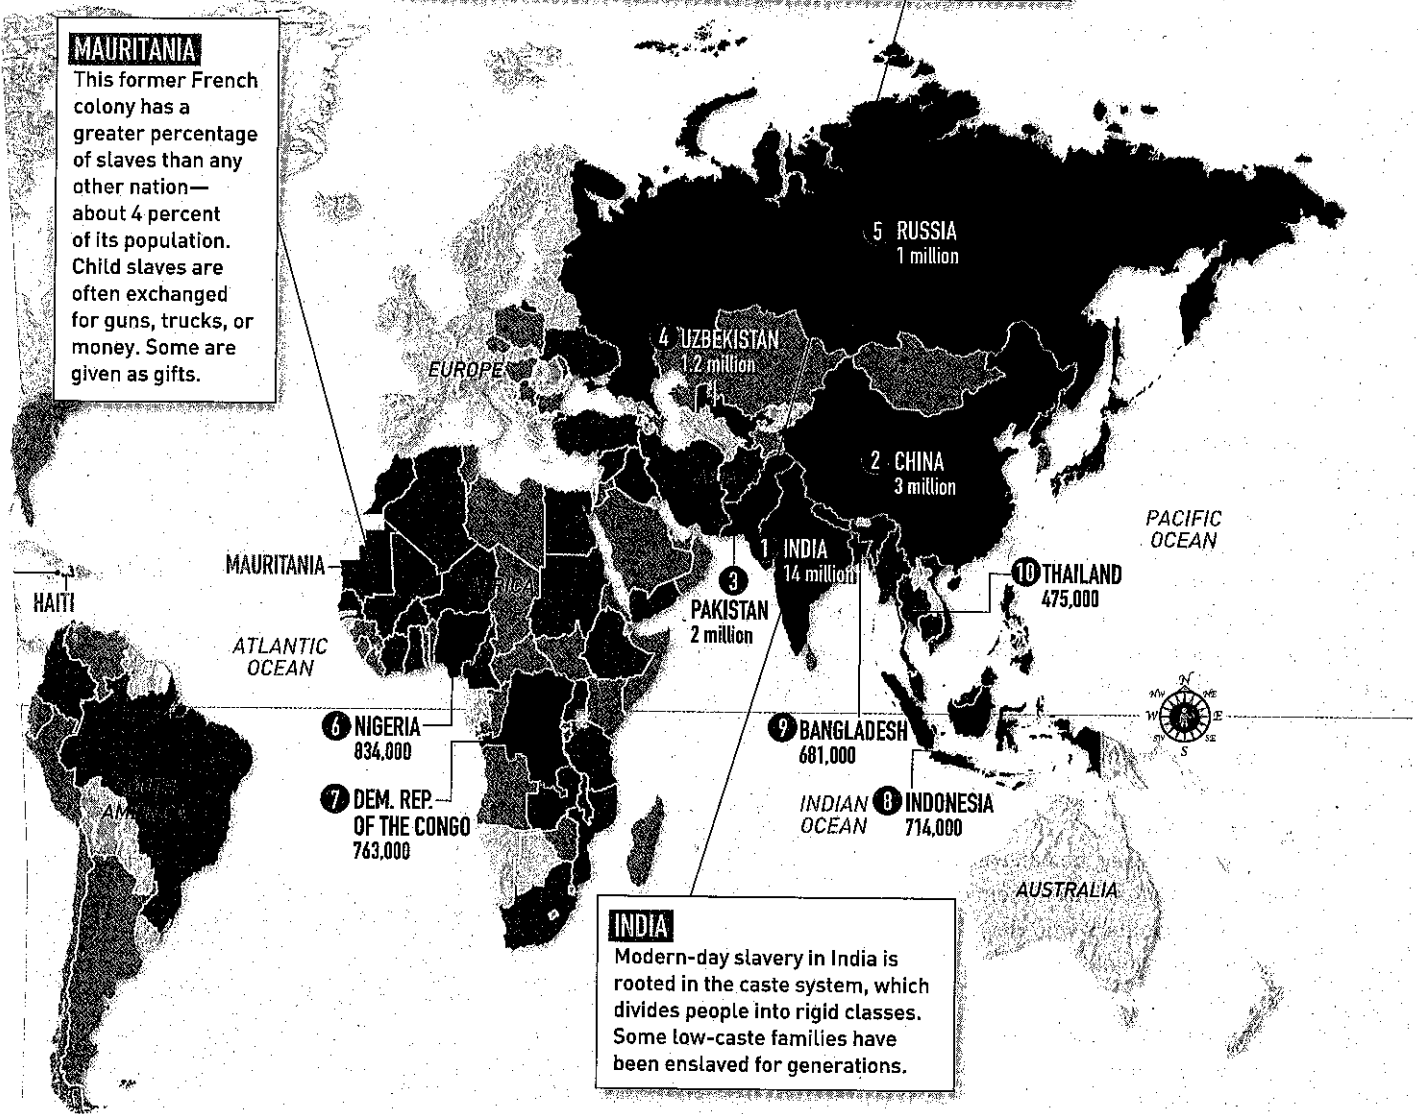 MAURITANIA
This former French
colony has a
greater percentage
of slaves than any
other nation—
about 4 percent
of its population.
Child slaves are
often exchanged
for guns, trucks, or
money. Some are
given as gifts.
5 RUSSIA
1 million
4 UZBEKISTAN
1.2 million
EUROPE
2 CHINA
3 million
PACIFIC
OCEAN
MAURITANIA
1 INDIA
14 million
3
PAKISTAN
2 million
10 THAILAND
475,000
HAITI
ATLANTIC
OCEAN
N
NW NE
W E
S
SE
6 NIGERIA
834,000
9 BANGLADESH
681,000
7 DEM. REP.
OF THE CONGO
763,000
INDIAN
OCEAN
8 INDONESIA
714,000
AUSTRALIA
INDIA
Modern-day slavery in India is
rooted in the caste system, which
divides people into rigid classes.
Some low-caste families have
been enslaved for generations.